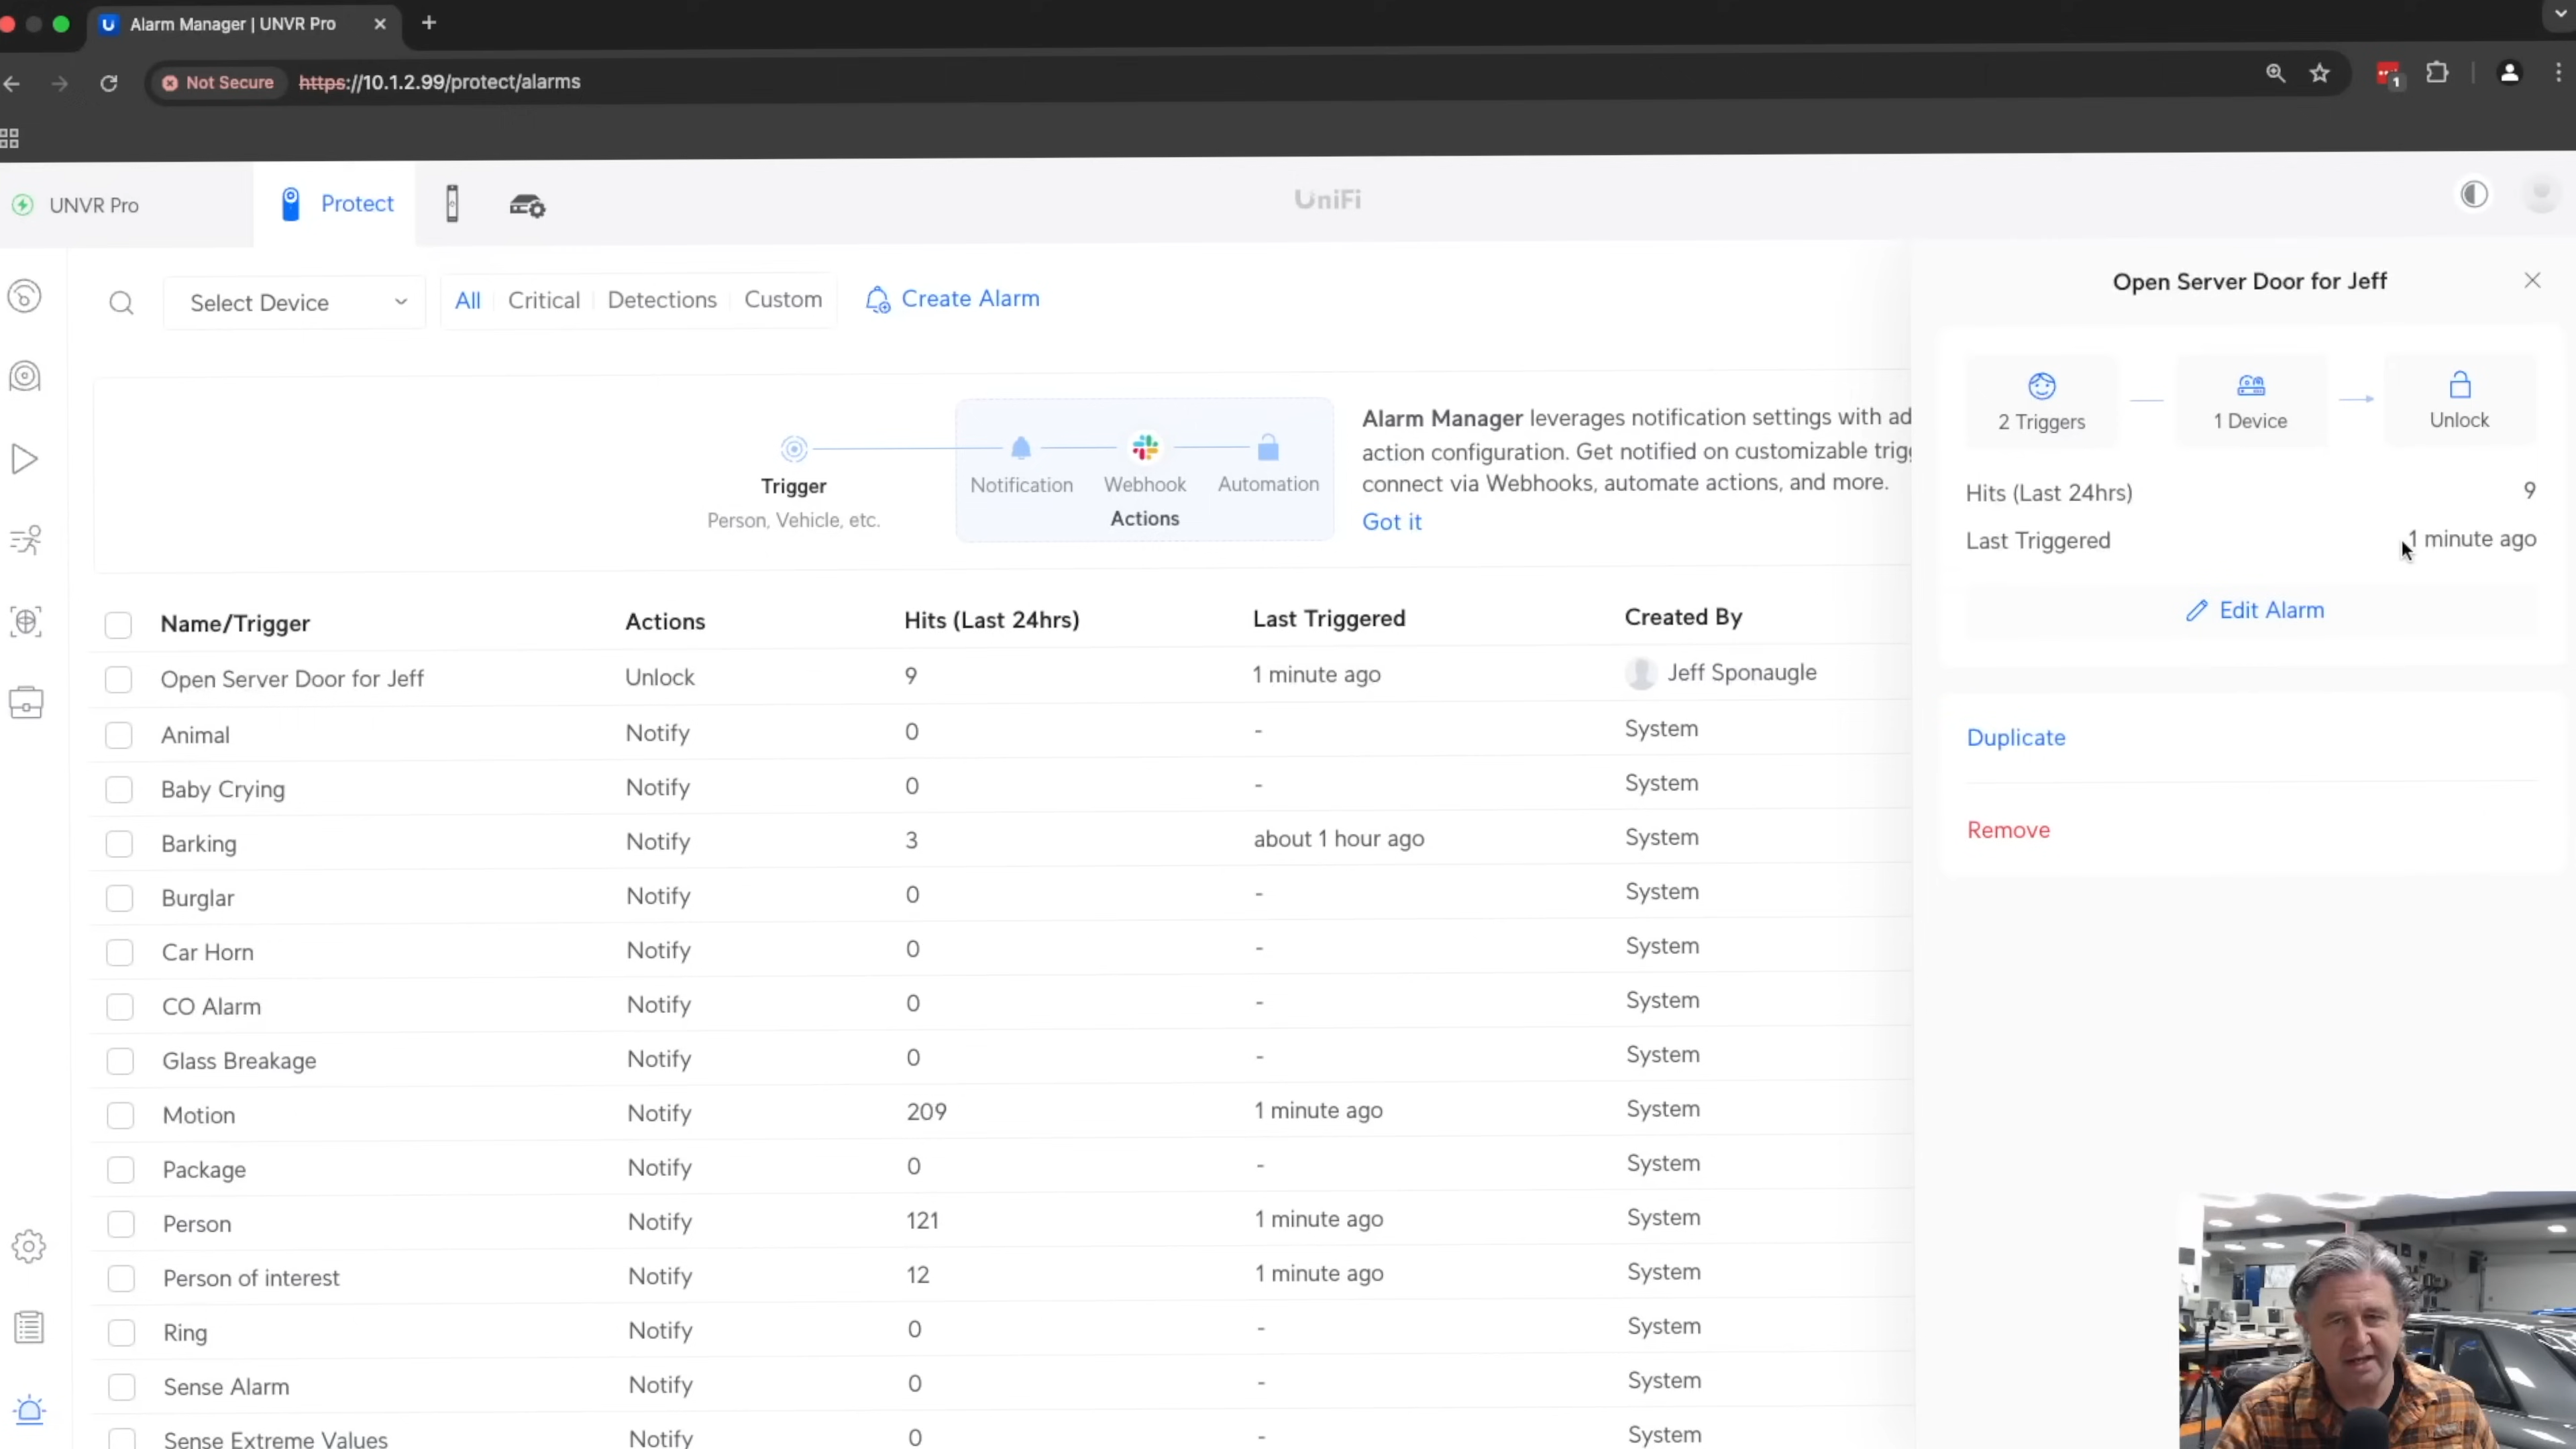 Alarm Manager | UNVR Pro
Not Secure https://10.1.2.99/protect/alarms
1
UNVR Pro Protect UniFi
Select Device All Critical Detections Custom Create Alarm
Trigger
Person, Vehicle, etc.
Notification Webhook Automation
Actions
Alarm Manager leverages notification settings with ad
action configuration. Get notified on customizable trigg
connect via Webhooks, automate actions, and more.
Got it
Name/Trigger Actions Hits (Last 24hrs) Last Triggered Created By
Open Server Door for Jeff Unlock 9 1 minute ago Jeff Sponaugle
Animal Notify 0 - System
Baby Crying Notify 0 - System
Barking Notify 3 about 1 hour ago System
Burglar Notify 0 - System
Car Horn Notify 0 - System
CO Alarm Notify 0 - System
Glass Breakage Notify 0 - System
Motion Notify 209 1 minute ago System
Package Notify 0 - System
Person Notify 121 1 minute ago System
Person of interest Notify 12 1 minute ago System
Ring Notify 0 - System
Sense Alarm Notify 0 - System
Sense Extreme Values Notify 0 - System
Open Server Door for Jeff
2 Triggers 1 Device Unlock
Hits (Last 24hrs) 9
Last Triggered 1 minute ago
Edit Alarm
Duplicate
Remove